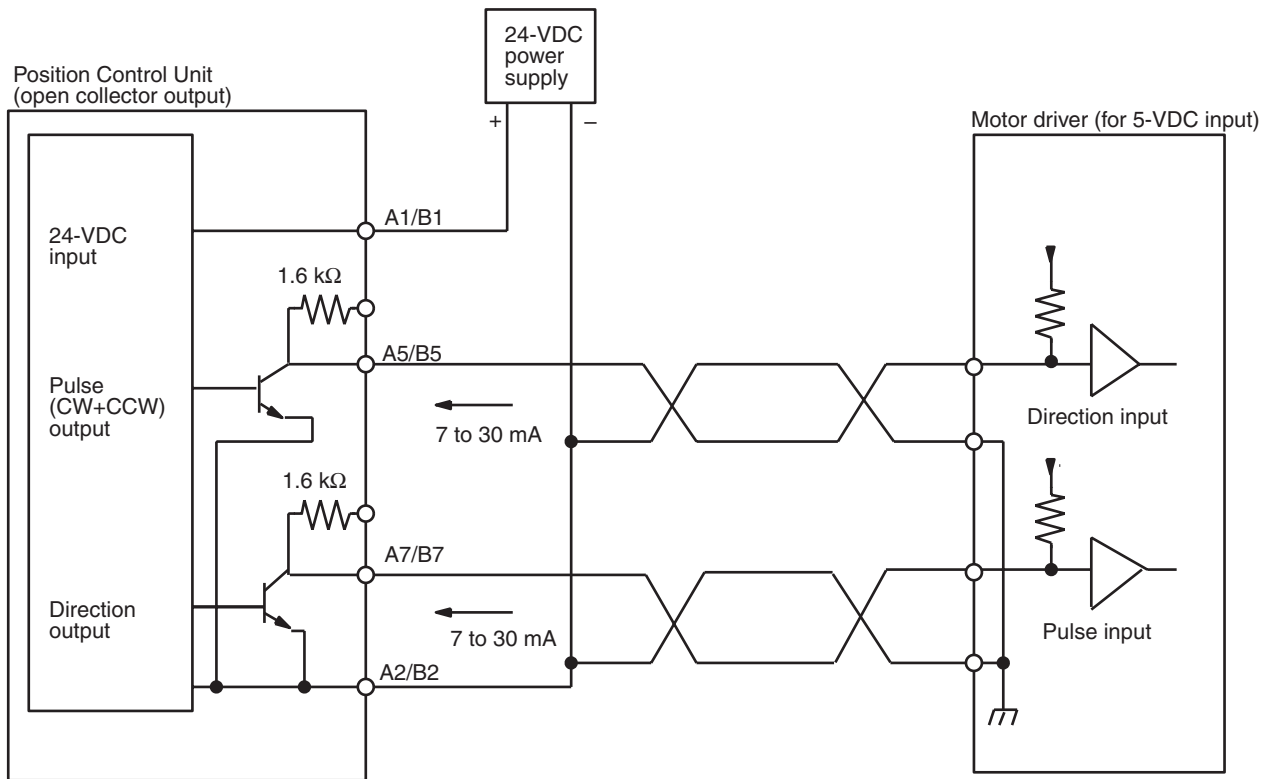 24-VDC
power
supply
Position Control Unit
(open collector output)
+
–
Motor driver (for 5-VDC input)
A1/B1
24-VDC
input
1.6 kΩ
A5/B5
Pulse
(CW+CCW)
output
7 to 30 mA
Direction input
1.6 kΩ
A7/B7
Direction
output
7 to 30 mA
Pulse input
A2/B2